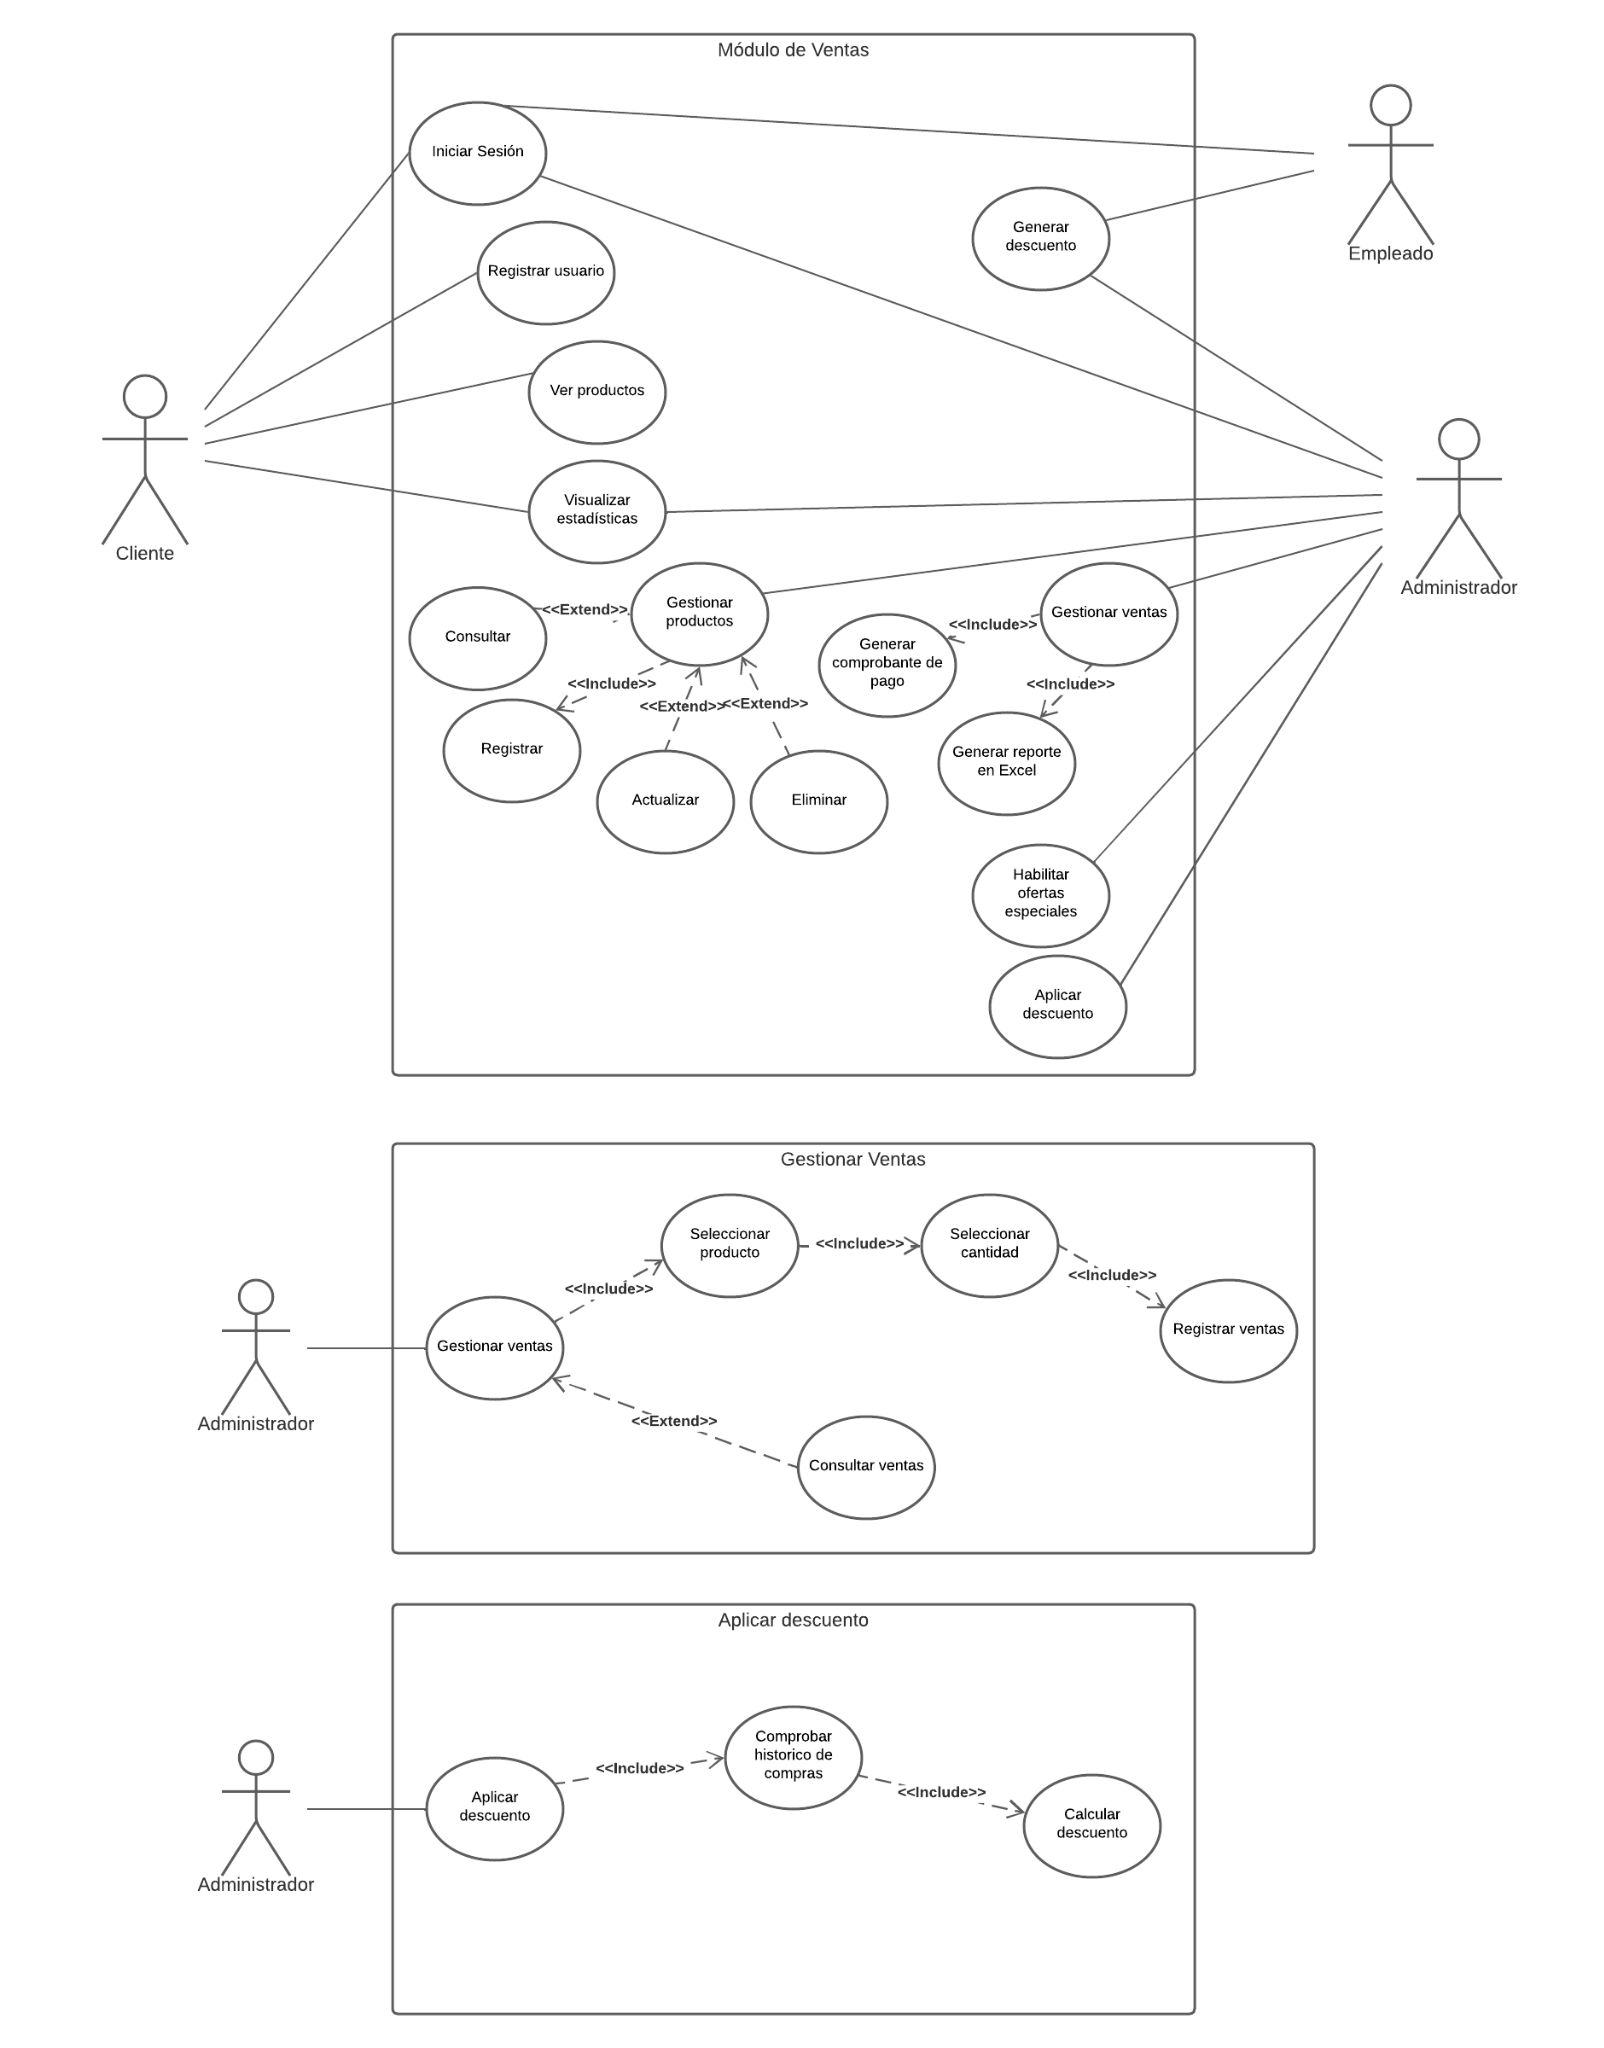 Módulo de Ventas
Iniciar Sesión
Generar
descuento
Empleado
Registrar usuario
Ver productos
Cliente
Visualizar
estadísticas
Administrador
Consultar
<<Extend>>
Gestionar
productos
Gestionar ventas
<<Include>>
Generar
comprobante de
pago
<<Include>>
<<Include>>
<<Extend>>
<<Extend>>
Registrar
Generar reporte
en Excel
Actualizar
Eliminar
Habilitar
ofertas
especiales
Aplicar
descuento
Gestionar Ventas
Seleccionar
producto
<<Include>>
Seleccionar
cantidad
<<Include>>
<<Include>>
Registrar ventas
Gestionar ventas
Administrador
<<Extend>>
Consultar ventas
Aplicar descuento
Comprobar
historico de
compras
<<Include>>
<<Include>>
Aplicar
descuento
Calcular
descuento
Administrador